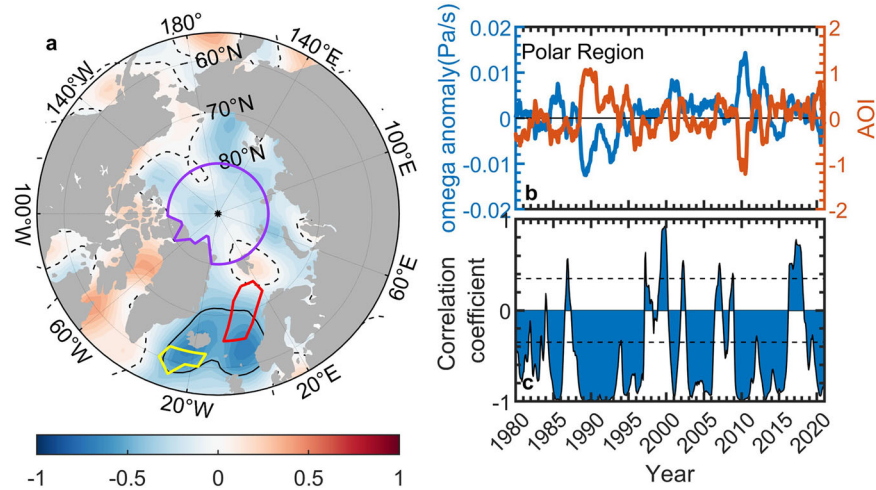 a
180°
140°E
100°E
60°E
20°E
20°W
60°W
100°W
140°W
60°N
70°N
80°N
-1
-0.5
0
0.5
1
b
Polar Region
omega anomaly(Pa/s)
0.02
0.01
0
-0.01
-0.02
AOI
2
1
0
-1
-2
c
Correlation
coefficient
1
0
-1
1980
1985
1990
1995
2000
2005
2010
2015
2020
Year